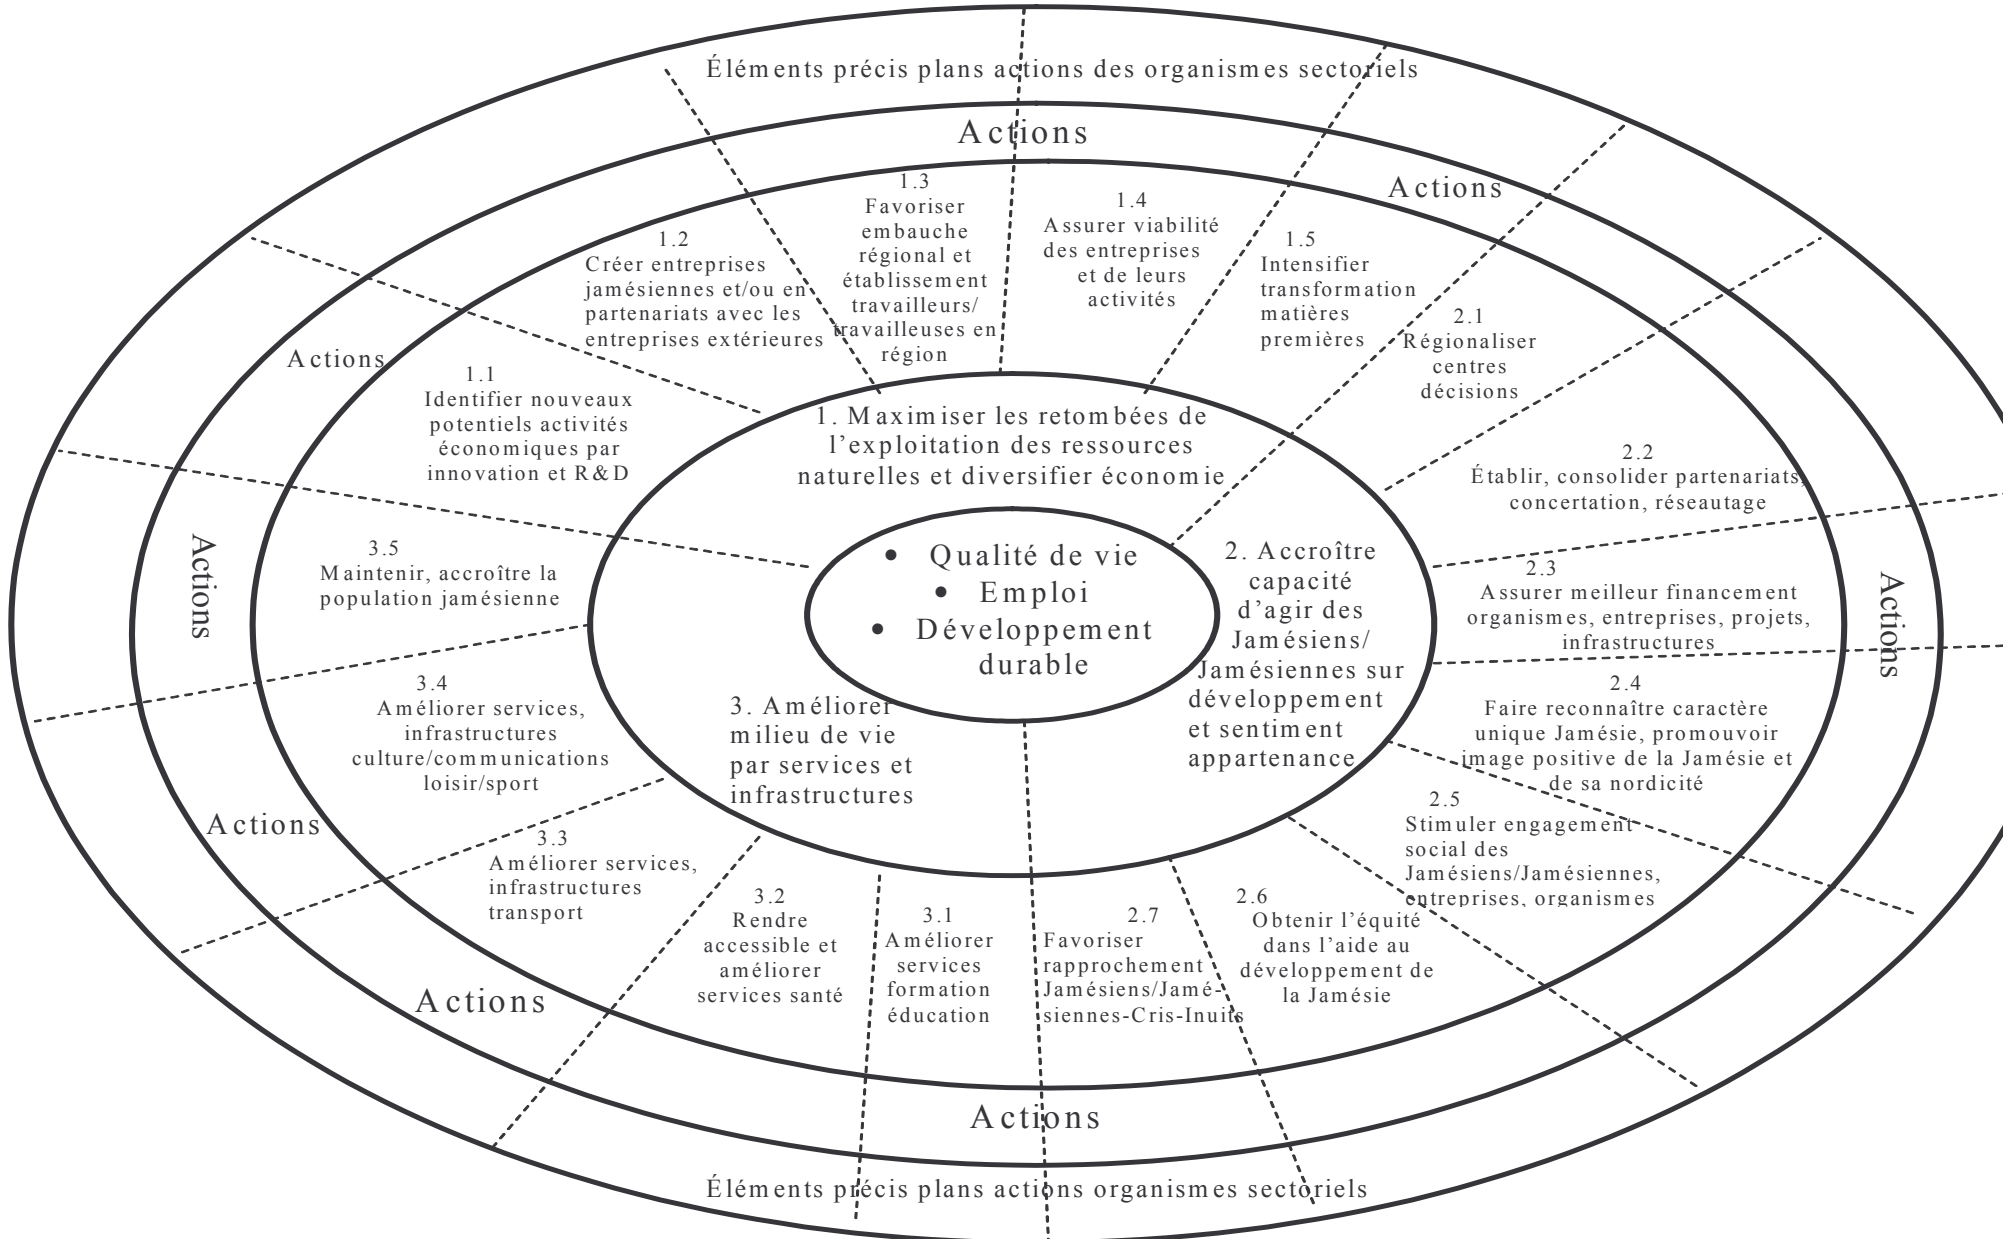 Éléments précis plans actions des organismes sectoriels
Actions
Actions
1.3
Favoriser
embauche
régional et
établissement
travailleurs/
travailleuses en
région
1.4
Assurer viabilité
des entreprises
et de leurs
activités
1.2
Créer entreprises
jamésiennes et/ou en
partenariats avec les
entreprises extérieures
1.5
Intensifier
transformation
matières
premières
2.1
Régionaliser
centres
décisions
Actions
1.1
Identifier nouveaux
potentiels activités
économiques par
innovation et R&D
1. Maximiser les retombées de
l’exploitation des ressources
naturelles et diversifier économie
2.2
Établir, consolider partenariats,
concertation, réseautage
Actions
3.5
Maintenir, accroître la
population jamésienne
• Qualité de vie
• Emploi
• Développement
durable
2. Accroître
capacité
d’agir des
Jamésiens/
Jamésiennes sur
développement
et sentiment
appartenance
2.3
Assurer meilleur financement
organismes, entreprises, projets,
infrastructures
Actions
3.4
Améliorer services,
infrastructures
culture/communications
loisir/sport
3. Améliorer
milieu de vie
par services et
infrastructures
2.4
Faire reconnaître caractère
unique Jamésie, promouvoir
image positive de la Jamésie et
de sa nordicité
Actions
3.3
Améliorer services,
infrastructures
transport
2.5
Stimuler engagement
social des
Jamésiens/Jamésiennes,
entreprises, organismes
3.2
Rendre
accessible et
améliorer
services santé
3.1
Améliorer
services
formation
éducation
2.7
Favoriser
rapprochement
Jamésiens/Jamé-
siennes-Cris-Inuits
2.6
Obtenir l’équité
dans l’aide au
développement de
la Jamésie
Actions
Actions
Éléments précis plans actions organismes sectoriels